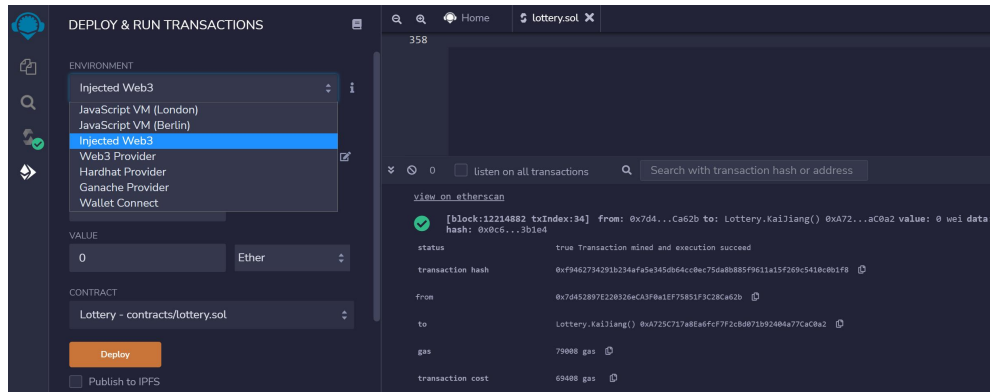 DEPLOY & RUN TRANSACTIONS
ENVIRONMENT
Injected Web3
JavaScript VM (London)
JavaScript VM (Berlin)
Injected Web3
Web3 Provider
Hardhat Provider
Ganache Provider
Wallet Connect
VALUE
0 Ether
CONTRACT
Lottery - contracts/lottery.sol
Deploy
Publish to IPFS
Home lottery.sol
358
0 listen on all transactions Search with transaction hash or address
view on etherscan
[block:12214882 txIndex:34] from: 0x7d4...Ca62b to: Lottery.KaiJiang() 0xA72...aC0a2 value: 0 wei data
hash: 0x0c6...3b1e4
status true Transaction mined and execution succeed
transaction hash 0xf9462734291b234afa5e345db64cc0ec75da8b885f9611a15f269c5410c0b1f8
from 0x7d452897E220326eCA3F0a1EF75851F3C28Ca62b
to Lottery.KaiJiang() 0xA725C717a8Ea6fcF7F2cBd071b92404a77CaC0a2
gas 79008 gas
transaction cost 69408 gas